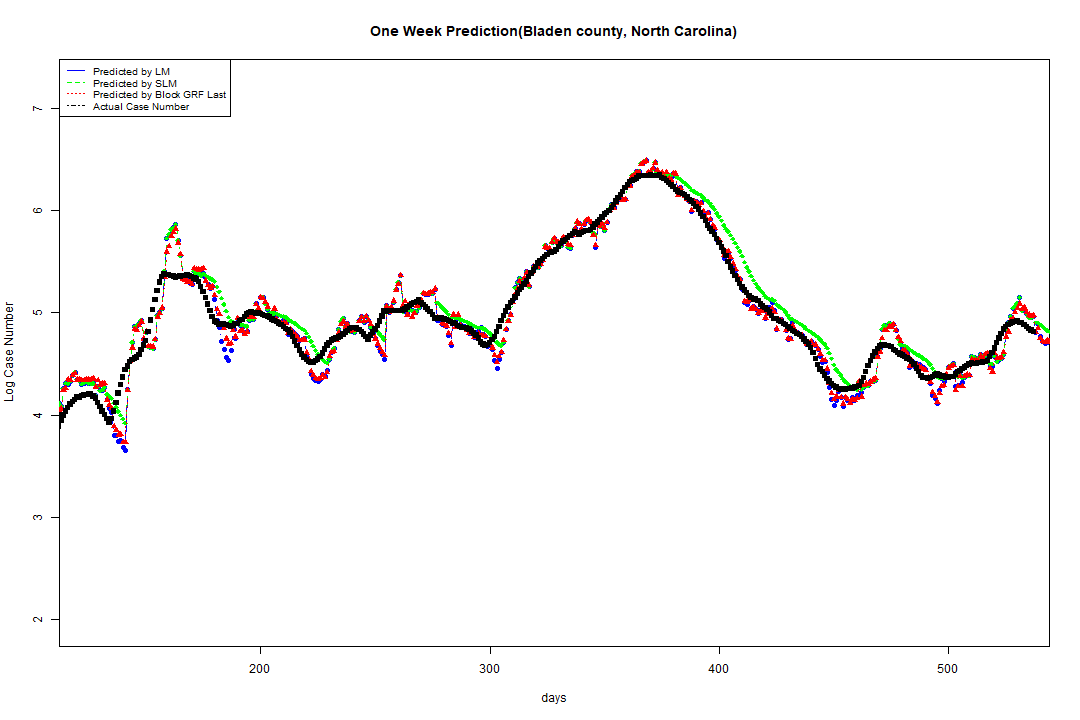 One Week Prediction(Bladen county, North Carolina)
Predicted by LM
Predicted by SLM
Predicted by Block GRF Last
Actual Case Number
7
6
5
4
3
2
Log Case Number
200 300 400 500
days